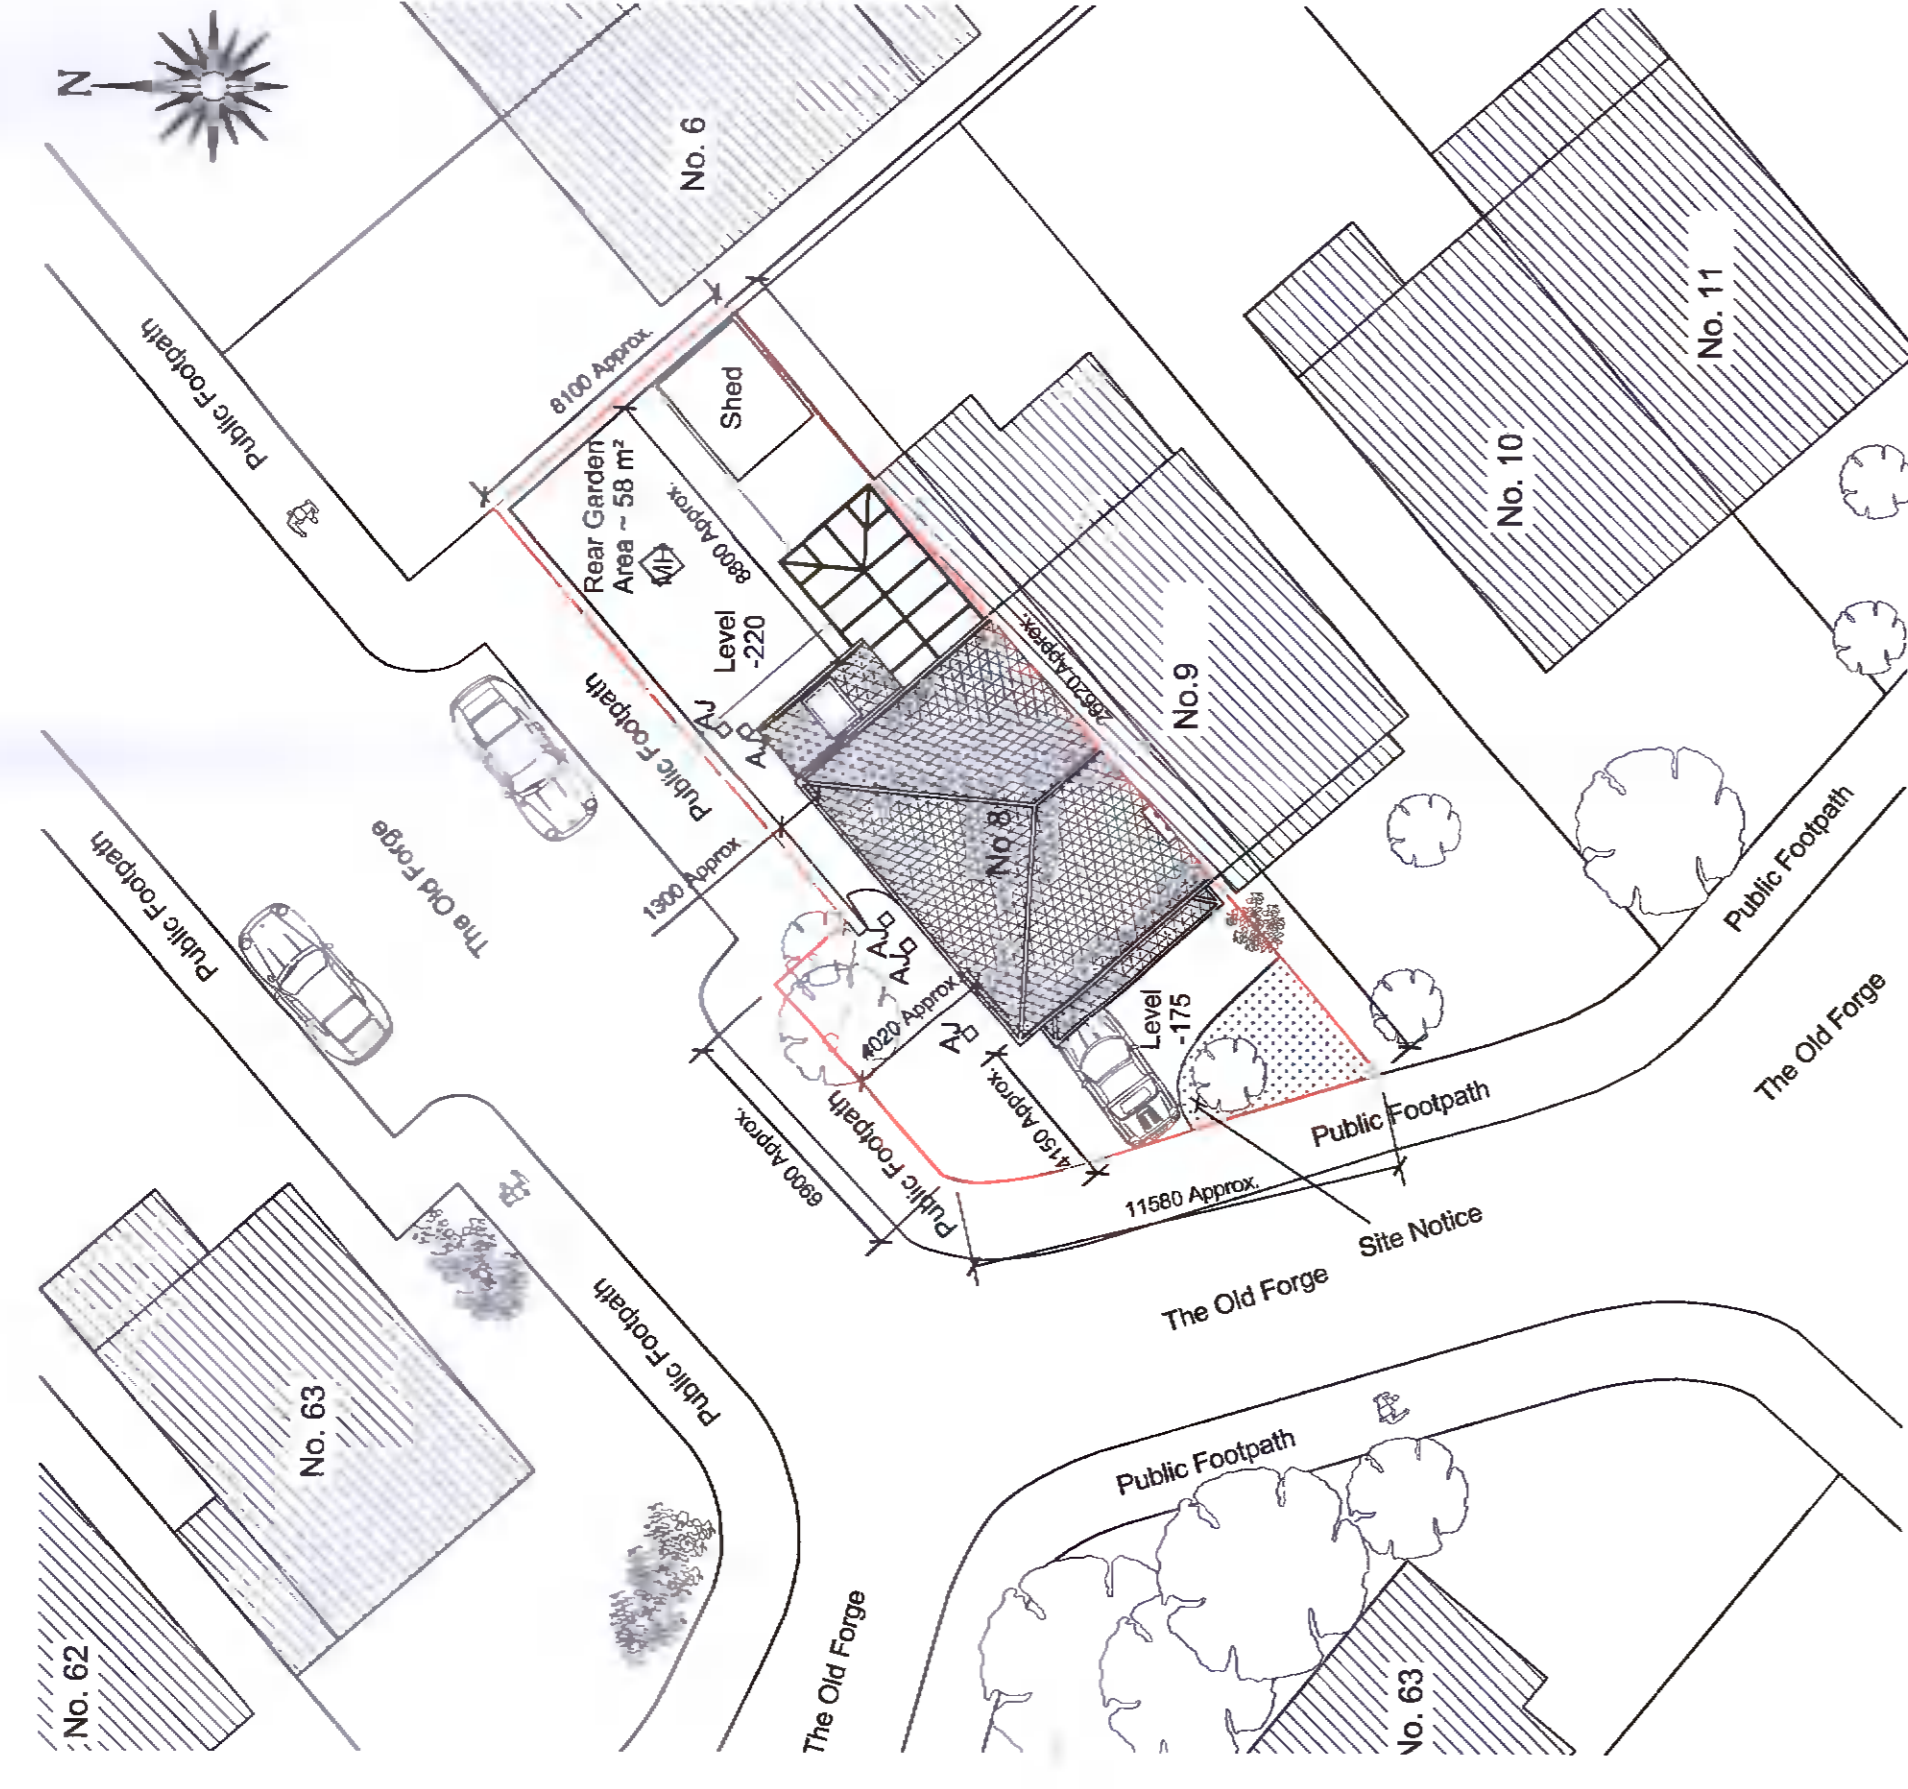 N
No. 6
Public Footpath
8100 Approx.
Shed
Rear Garden
Area ~ 58 m²
MH
8800 Approx.
Level
-220
No. 11
No. 10
Public Footpath
AJ
26620 Approx.
No.9
The Old Forge
Public Footpath
1300 Approx
No 8
AJ
AJ
Public Footpath
AJ
Level
-175
The Old Forge
6900 Approx.
Public Footpath
Public Footpath
4150 Approx.
Public Footpath
11580 Approx.
Site Notice
The Old Forge
Public Footpath
No. 63
Public Footpath
No. 62
The Old Forge
No. 63